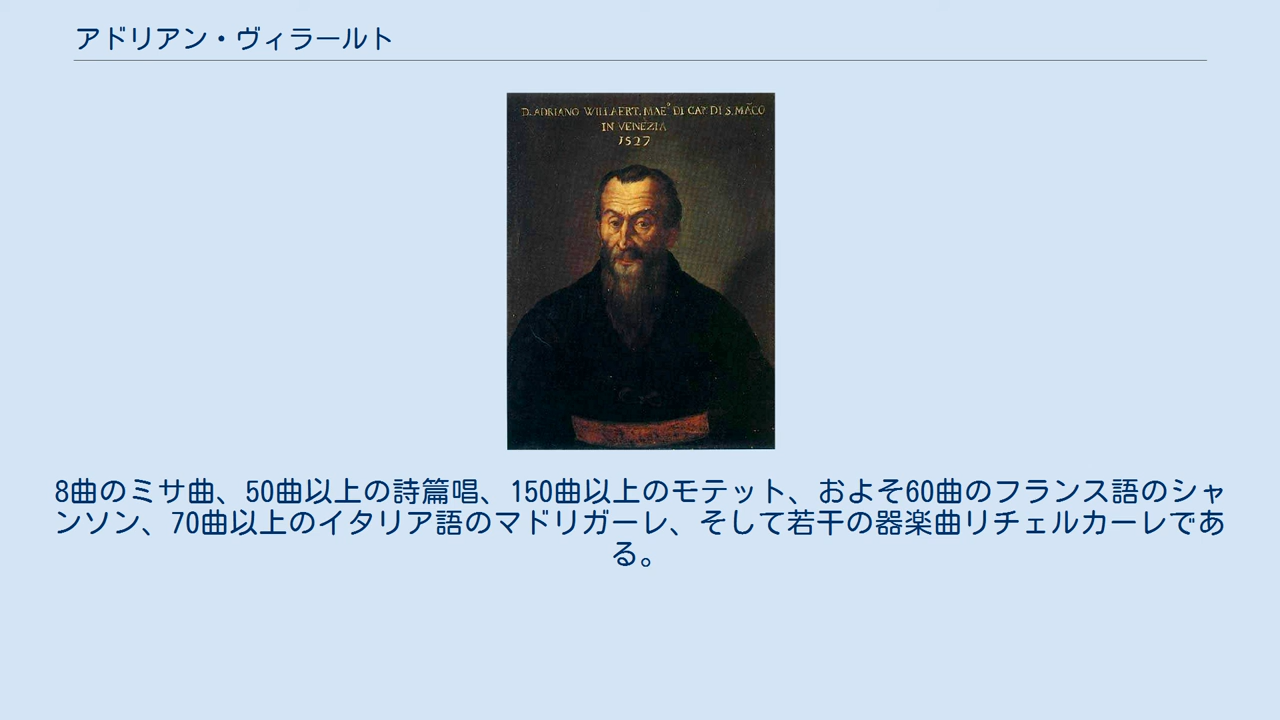 アドリアン・ヴィラールト
D. ADRIANO WILLAERT. MAE° DI CAP. DI S. MĀCO
IN VENEZIA
1527
8曲のミサ曲、50曲以上の詩篇唱、150曲以上のモテット、およそ60曲のフランス語のシャ
ンソン、70曲以上のイタリア語のマドリガーレ、そして若干の器楽曲リチェルカーレであ
る。